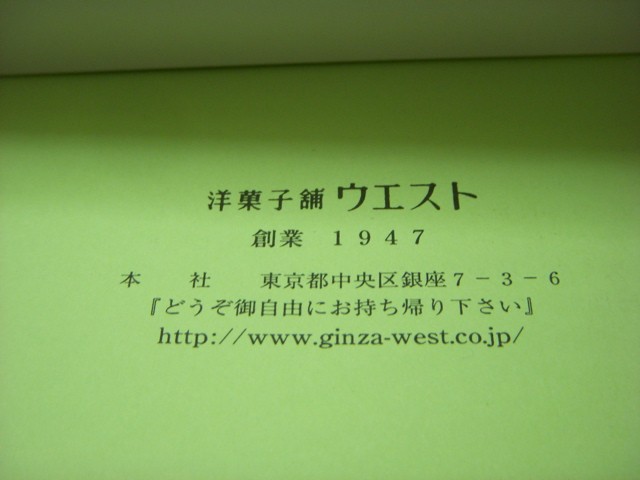 洋菓子舖 ウエスト
創業 1947
本 社 東京都中央区銀座7-3-6
『どうぞ御自由にお持ち帰り下さい』
http://www.ginza-west.co.jp/